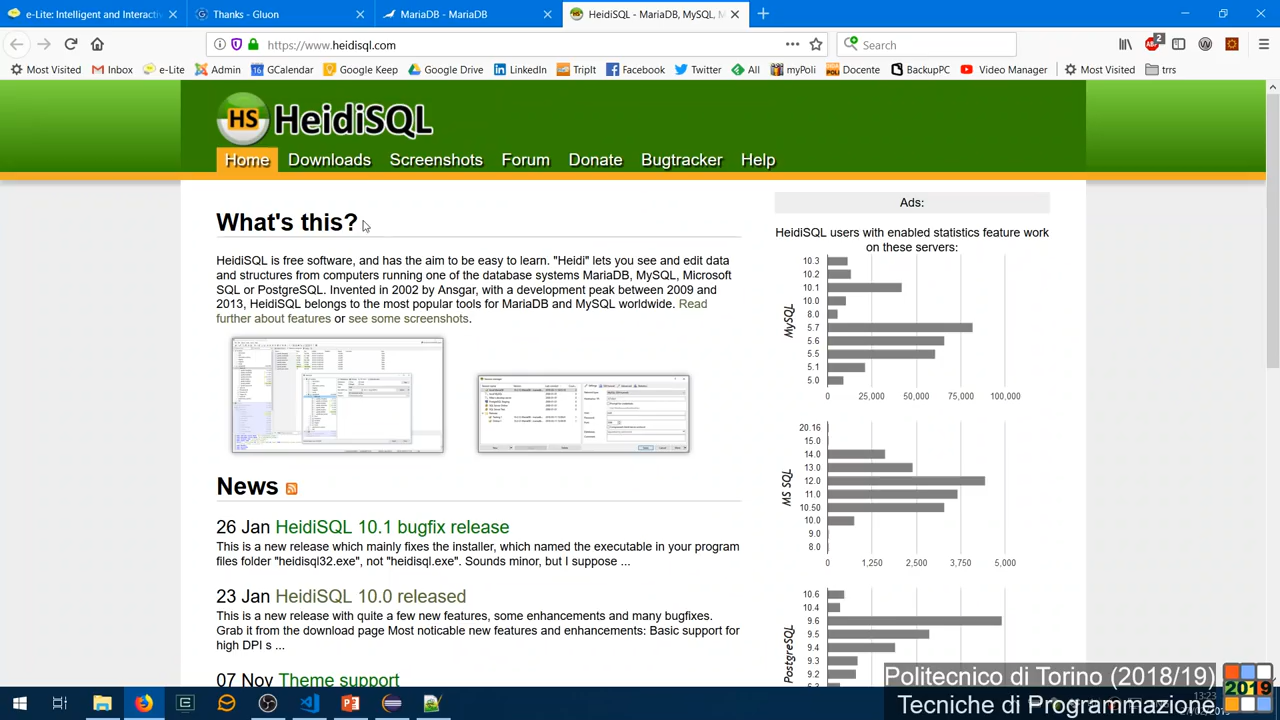 e-Lite: Intelligent and Interactiv
Thanks - Gluon
MariaDB - MariaDB
HeidiSQL - MariaDB, MySQL, M
https://www.heidisql.com
Search
2
Most Visited
Inbox
e-Lite
Admin
GCalendar
Google Keep
Google Drive
LinkedIn
TripIt
Facebook
Twitter
All
myPoli
Docente
BackupPC
Video Manager
Most Visited
trrs
HS HeidiSQL
Home Downloads Screenshots Forum Donate Bugtracker Help
What's this?
HeidiSQL is free software, and has the aim to be easy to learn. "Heidi" lets you see and edit data
and structures from computers running one of the database systems MariaDB, MySQL, Microsoft
SQL or PostgreSQL. Invented in 2002 by Ansgar, with a development peak between 2009 and
2013, HeidiSQL belongs to the most popular tools for MariaDB and MySQL worldwide. Read
further about features or see some screenshots.
News
26 Jan HeidiSQL 10.1 bugfix release
This is a new release which mainly fixes the installer, which named the executable in your program
files folder "heidisql32.exe", not "heidisql.exe". Sounds minor, but I suppose ...
23 Jan HeidiSQL 10.0 released
This is a new release with quite a few new features, some enhancements and many bugfixes.
Grab it from the download page Most noticable new features and enhancements: Basic support for
high DPI s ...
07 Nov Theme support
Ads:
HeidiSQL users with enabled statistics feature work
on these servers:
MySQL
10.3
10.2
10.1
10.0
8.0
5.7
5.6
5.5
5.1
5.0
0 25,000 50,000 75,000 100,000
MS SQL
20.16
15.0
14.0
13.0
12.0
11.0
10.50
10.0
9.0
8.0
0 1,250 2,500 3,750 5,000
PostgreSQL
10.6
10.4
9.6
9.5
9.4
9.3
9.2
Politecnico di Torino (2018/19)
Tecniche di Programmazione
2019
13:23